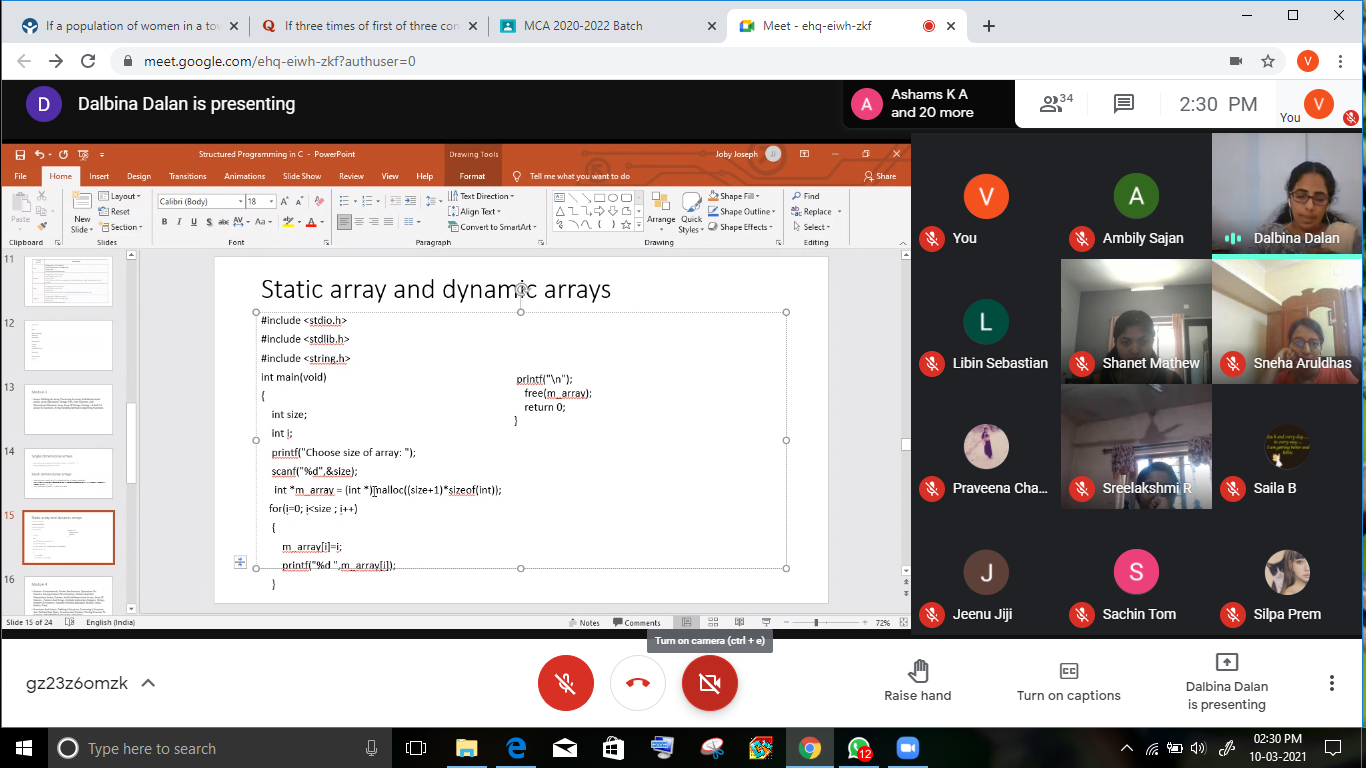 If a population of women in a tow
If three times of first of three con
MCA 2020-2022 Batch
Meet - ehq-eiwh-zkf
meet.google.com/ehq-eiwh-zkf?authuser=0
V
D
Dalbina Dalan is presenting
A
Ashams K A
and 20 more
34
2:30 PM
You
V
Structured Programming in C - PowerPoint
Drawing Tools
Joby Joseph
File
Home
Insert
Design
Transitions
Animations
Slide Show
Review
View
Help
Format
Tell me what you want to do
Share
Paste
New
Slide
Layout
Reset
Section
Calibri (Body)
18
Text Direction
Align Text
Convert to SmartArt
Arrange
Quick
Styles
Shape Fill
Shape Outline
Shape Effects
Find
Replace
Select
Clipboard
Slides
Font
Paragraph
Drawing
Editing
11
12
13
14
15
16
Static array and dynamic arrays
#include <stdio.h>
#include <stdlib.h>
#include <string.h>
int main(void)
{
int size;
int i;
printf("Choose size of array: ");
scanf("%d",&size);
int *m_array = (int *)malloc((size+1)*sizeof(int));
for(i=0; i<size ; i++)
{
m_array[i]=i;
printf("%d ",m_array[i]);
}
printf("\n");
free(m_array);
return 0;
}
Slide 15 of 24
English (India)
Notes
Comments
72%
V
You
A
Ambily Sajan
Dalbina Dalan
L
Libin Sebastian
Shanet Mathew
Sneha Aruldhas
Praveena Cha...
Sreelakshmi R
Saila B
J
Jeenu Jiji
S
Sachin Tom
Silpa Prem
Turn on camera (ctrl + e)
gz23z6omzk
Raise hand
Turn on captions
Dalbina Dalan
is presenting
Type here to search
12
02:30 PM
10-03-2021